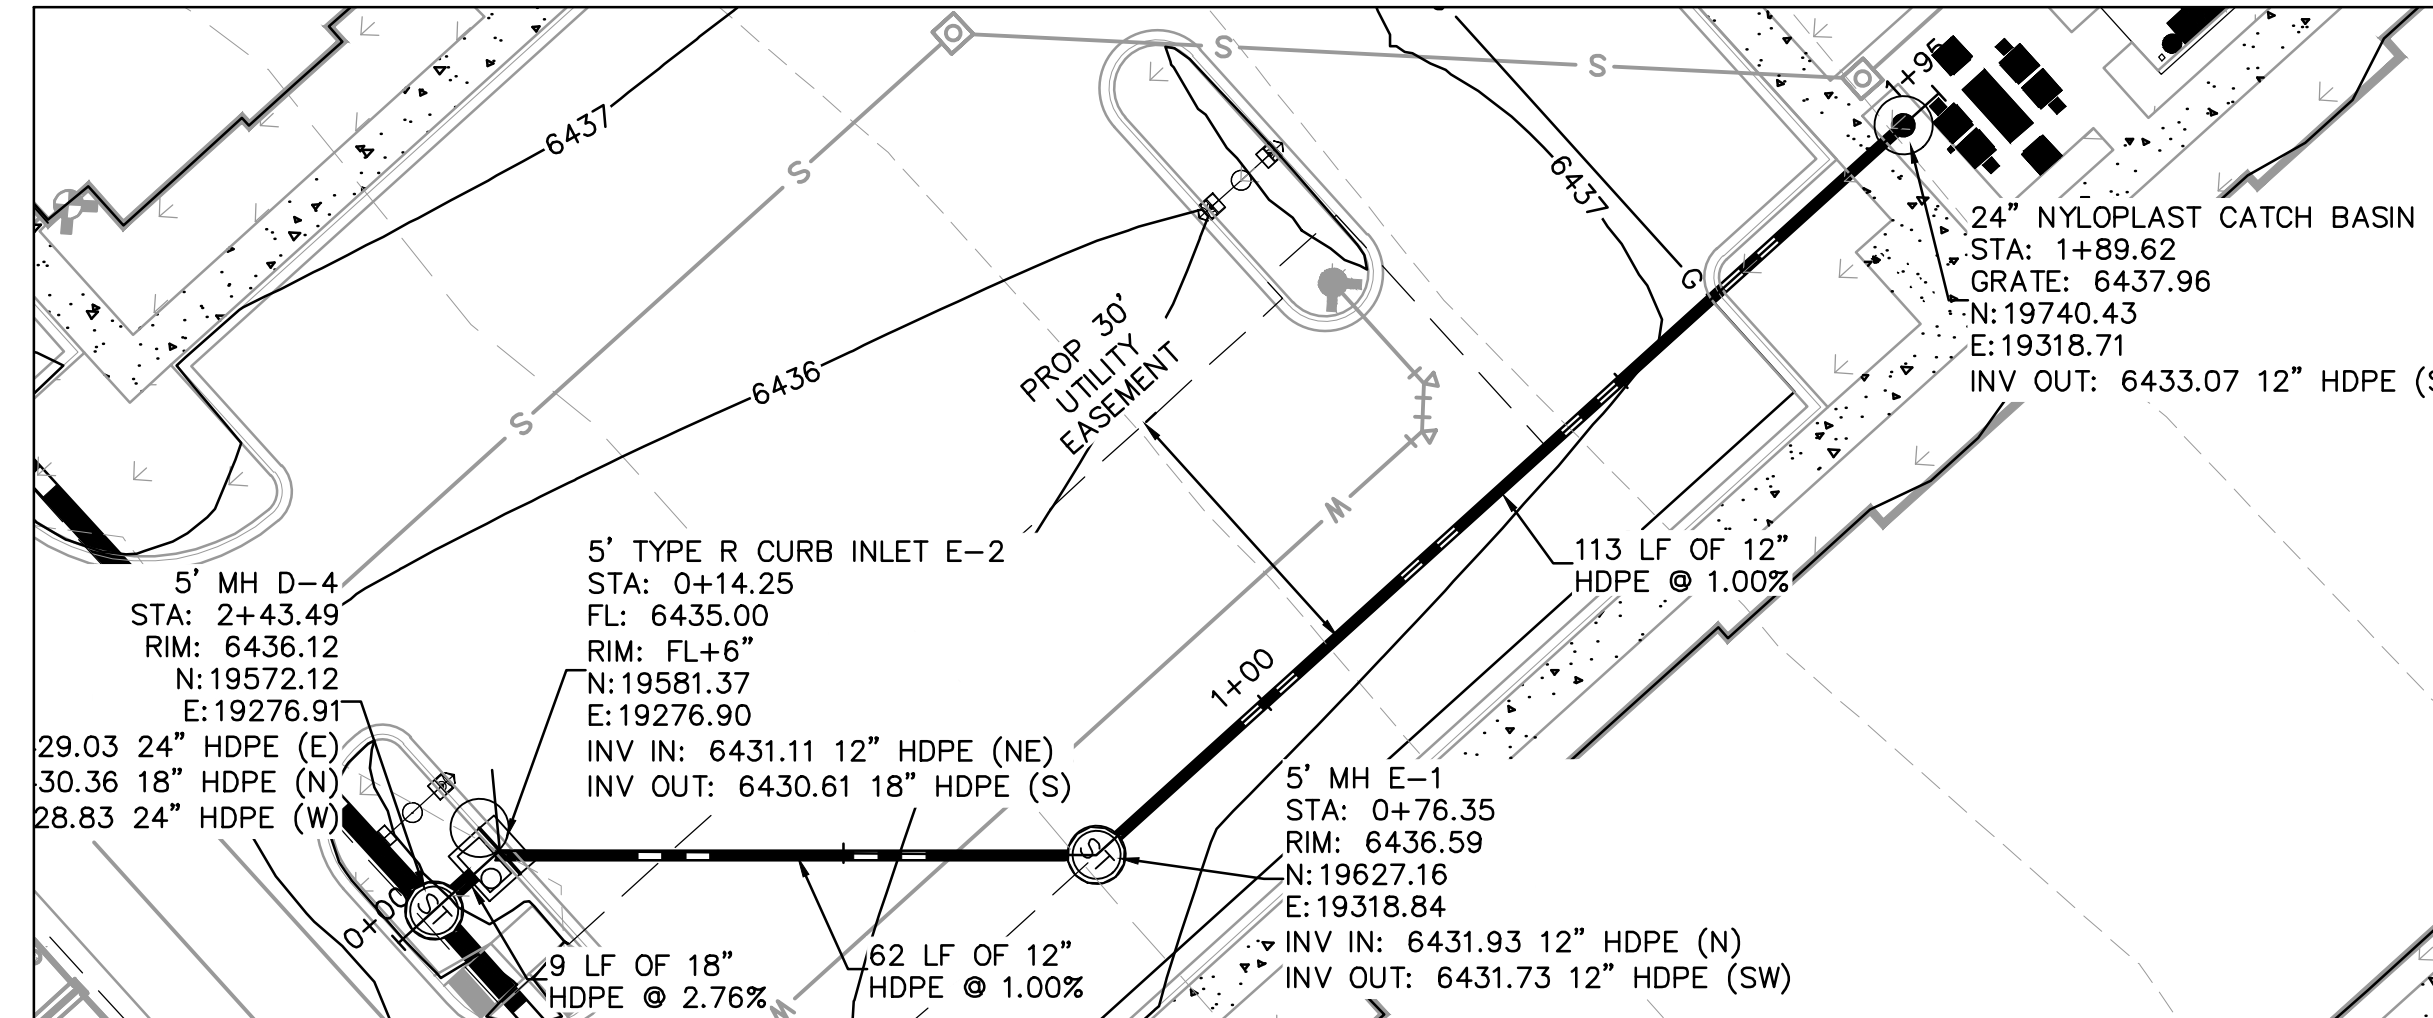 6437
S
S
S
S
6436
6437
G
1+95
PROP 30'
UTILITY
EASEMENT
W
24" NYLOPLAST CATCH BASIN
STA: 1+89.62
GRATE: 6437.96
N:19740.43
E:19318.71
INV OUT: 6433.07 12" HDPE (S
113 LF OF 12"
HDPE @ 1.00%
5' TYPE R CURB INLET E-2
STA: 0+14.25
FL: 6435.00
RIM: FL+6"
N:19581.37
E:19276.90
INV IN: 6431.11 12" HDPE (NE)
INV OUT: 6430.61 18" HDPE (S)
5' MH D-4
STA: 2+43.49
RIM: 6436.12
N:19572.12
E:19276.91
29.03 24" HDPE (E)
30.36 18" HDPE (N)
28.83 24" HDPE (W)
1+00
5' MH E-1
STA: 0+76.35
RIM: 6436.59
N:19627.16
E:19318.84
INV IN: 6431.93 12" HDPE (N)
INV OUT: 6431.73 12" HDPE (SW)
ST
ST
0+00
9 LF OF 18"
HDPE @ 2.76%
62 LF OF 12"
HDPE @ 1.00%
W